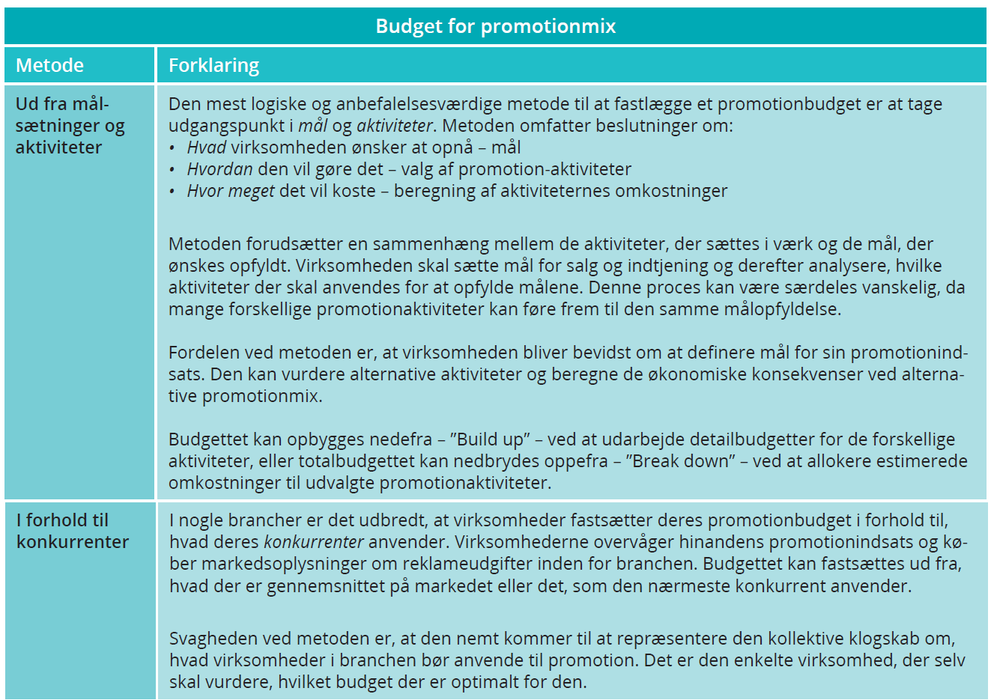 Budget for promotionmix
Metode
Forklaring
Ud fra mål-
sætninger og
aktiviteter
Den mest logiske og anbefalelsesværdige metode til at fastlægge et promotionbudget er at tage
udgangspunkt i mål og aktiviteter. Metoden omfatter beslutninger om:
• Hvad virksomheden ønsker at opnå – mål
• Hvordan den vil gøre det – valg af promotion-aktiviteter
• Hvor meget det vil koste – beregning af aktiviteternes omkostninger
Metoden forudsætter en sammenhæng mellem de aktiviteter, der sættes i værk og de mål, der
ønskes opfyldt. Virksomheden skal sætte mål for salg og indtjening og derefter analysere, hvilke
aktiviteter der skal anvendes for at opfylde målene. Denne proces kan være særdeles vanskelig, da
mange forskellige promotionaktiviteter kan føre frem til den samme målopfyldelse.
Fordelen ved metoden er, at virksomheden bliver bevidst om at definere mål for sin promotionind-
sats. Den kan vurdere alternative aktiviteter og beregne de økonomiske konsekvenser ved alterna-
tive promotionmix.
Budgettet kan opbygges nedefra – ”Build up” – ved at udarbejde detailbudgetter for de forskellige
aktiviteter, eller totalbudgettet kan nedbrydes oppefra – ”Break down” – ved at allokere estimerede
omkostninger til udvalgte promotionaktiviteter.
I forhold til
konkurrenter
I nogle brancher er det udbredt, at virksomheder fastsætter deres promotionbudget i forhold til,
hvad deres konkurrenter anvender. Virksomhederne overvåger hinandens promotionindsats og kø-
ber markedsoplysninger om reklameudgifter inden for branchen. Budgettet kan fastsættes ud fra,
hvad der er gennemsnittet på markedet eller det, som den nærmeste konkurrent anvender.
Svagheden ved metoden er, at den nemt kommer til at repræsentere den kollektive klogskab om,
hvad virksomheder i branchen bør anvende til promotion. Det er den enkelte virksomhed, der selv
skal vurdere, hvilket budget der er optimalt for den.